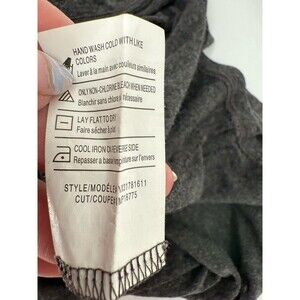 HAND WASH COLD WITH LIKE
COLORS
Laver à la main avec couleurs similaires
ONLY NON-CHLORINE BLEACH WHEN NEEDED
Blanchir sans chlore si nécessaire
LAY FLAT TO DRY
Faire sécher à plat
COOL IRON ON REVERSE SIDE
Repasser à basse température sur l'envers
STYLE/MODÈLE
CUT/COUPE